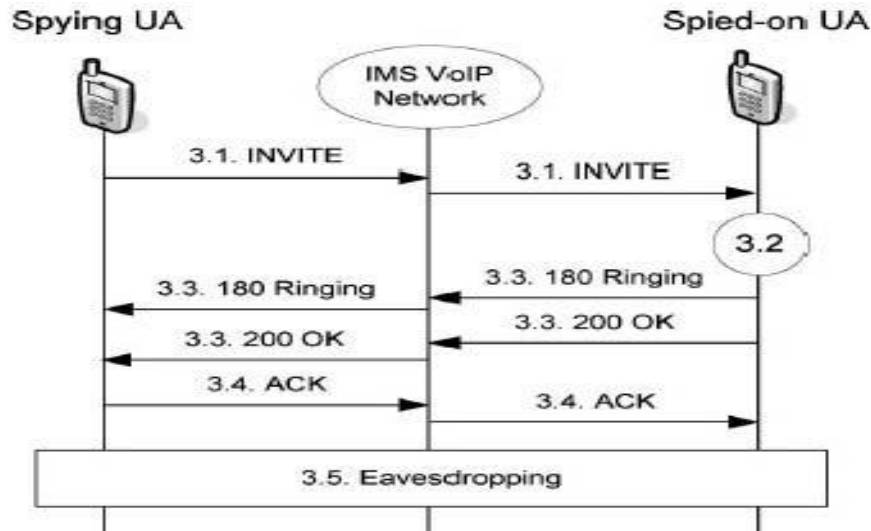 Spying UA
Spied-on UA
IMS VoIP
Network
3.1. INVITE
3.1. INVITE
3.2
3.3. 180 Ringing
3.3. 180 Ringing
3.3. 200 OK
3.3. 200 OK
3.4. ACK
3.4. ACK
3.5. Eavesdropping